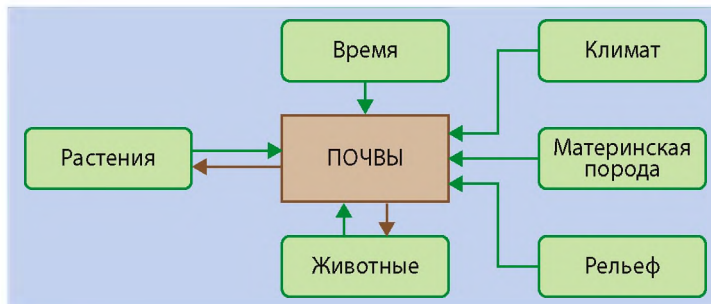 Время
Климат
Растения
ПОЧВЫ
Материнская
порода
Животные
Рельеф